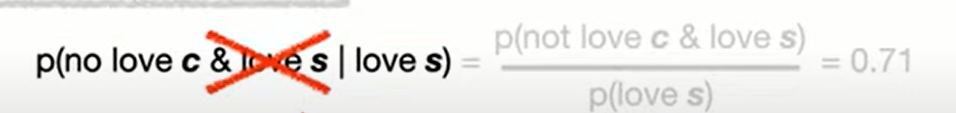 p(no love c & love s | love s) = p(not love c & love s) / p(love s) = 0.71